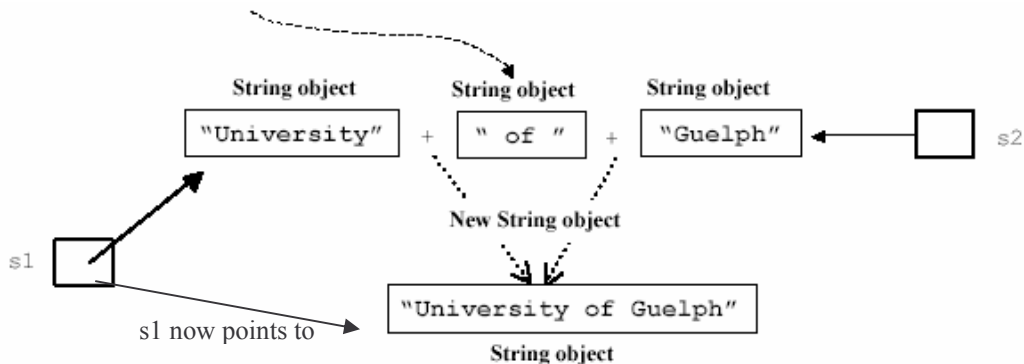 String object String object String object
“University” + “ of ” + “Guelph” s2
New String object
s1
“University of Guelph”
s1 now points to
String object